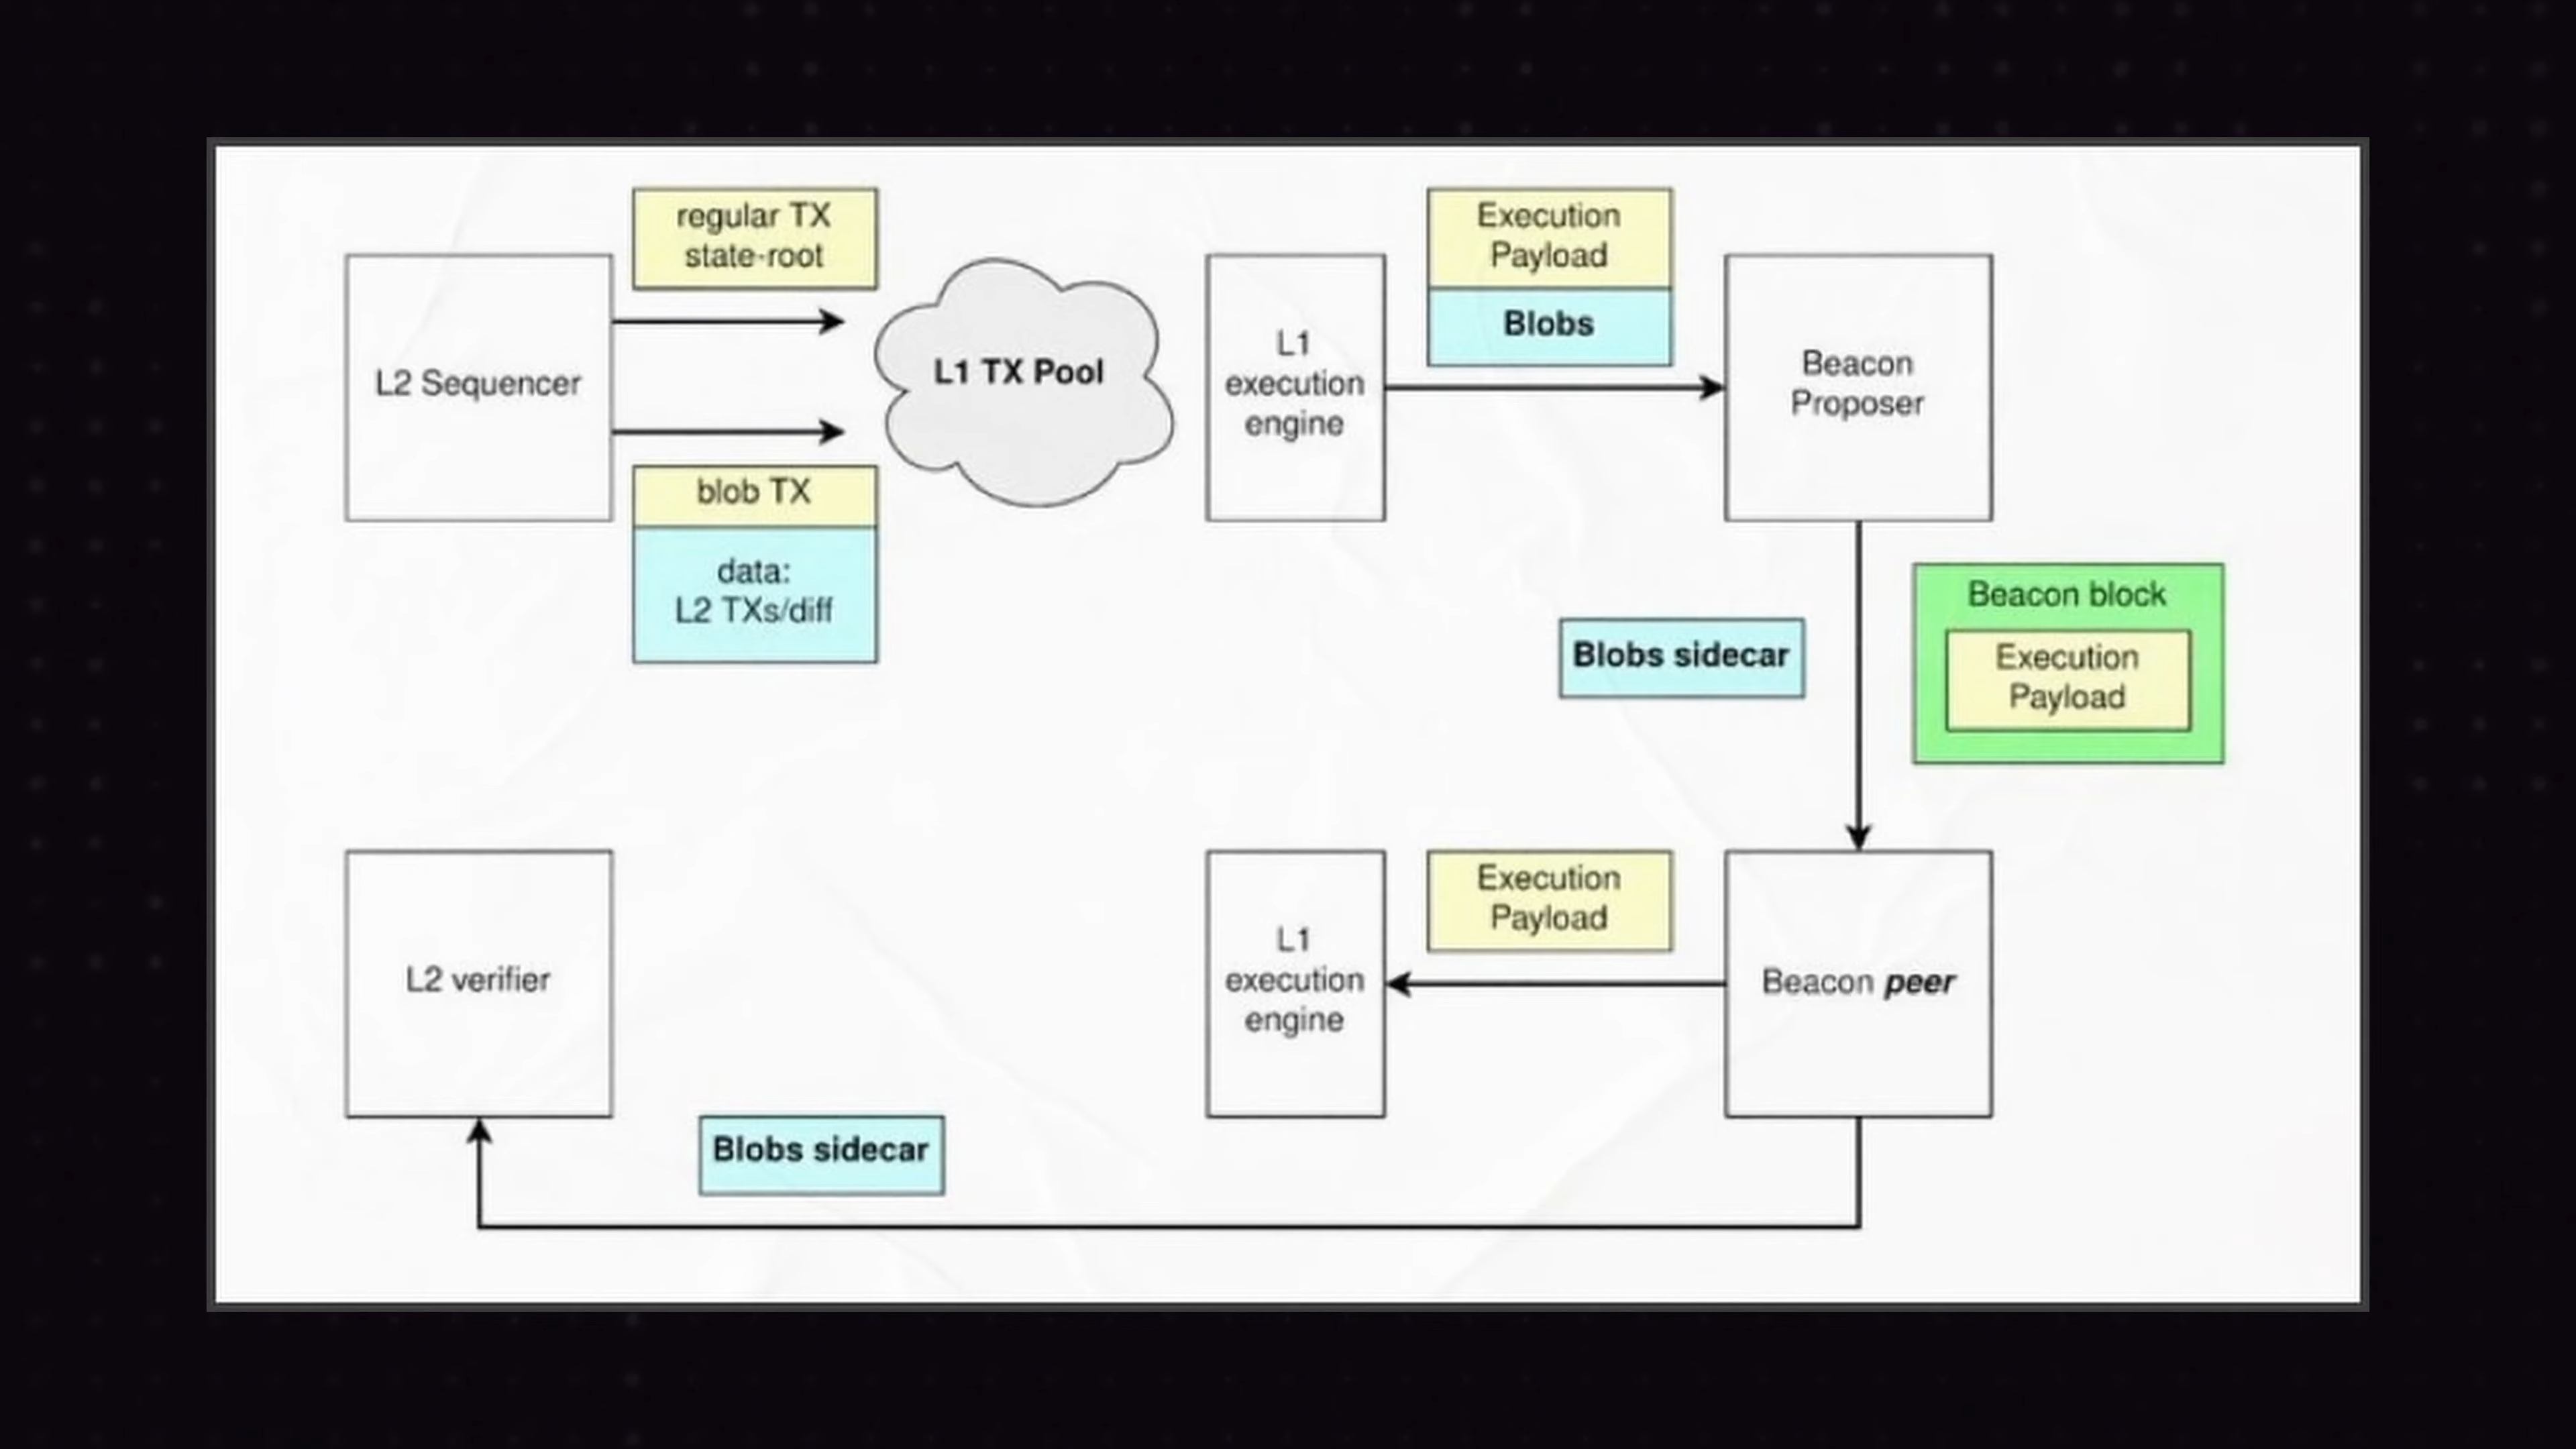 regular TX
state-root
L2 Sequencer
blob TX
data:
L2 TXs/diff
L1 TX Pool
L1
execution
engine
Execution
Payload
Blobs
Beacon
Proposer
Blobs sidecar
Beacon block
Execution
Payload
L2 verifier
L1
execution
engine
Execution
Payload
Beacon peer
Blobs sidecar